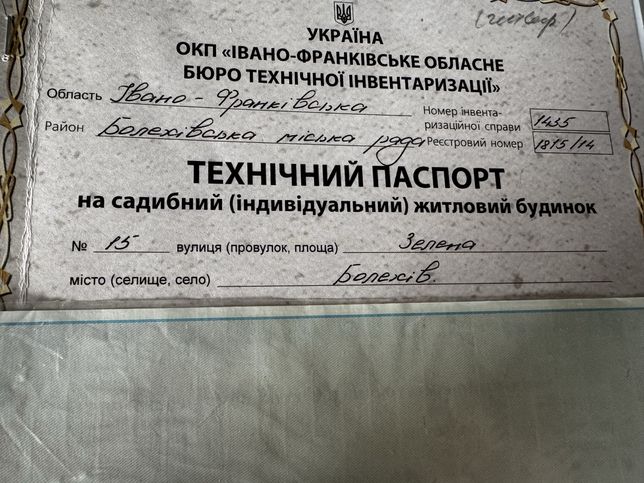 УКРАЇНА
ОКП «ІВАНО-ФРАНКІВСЬКЕ ОБЛАСНЕ
БЮРО ТЕХНІЧНОЇ ІНВЕНТАРИЗАЦІЇ»
Область Івано-Франківська
Номер інвента-
ризаційної справи 1435
Район Болехівська міська рада
Реєстровий номер 1815/14
ТЕХНІЧНИЙ ПАСПОРТ
на садибний (індивідуальний) житловий будинок
№ 15 вулиця (провулок, площа) Зелена
місто (селище, село) Болехів.